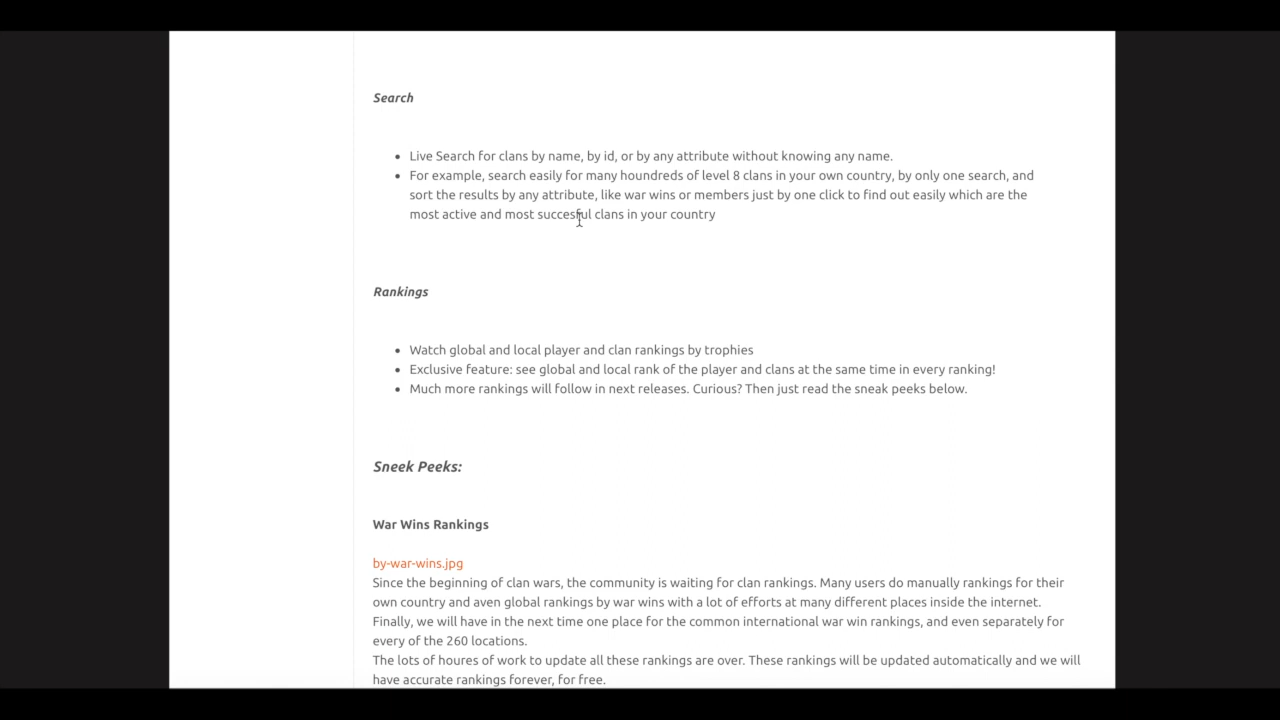 Search
Live Search for clans by name, by id, or by any attribute without knowing any name.
For example, search easily for many houndreds of level 8 clans in your own country, by only one search, and
sort the results by any attribute, like war wins or members just by one click to find out easily which are the
most active and most succesful clans in your country
Rankings
Watch global and local player and clan rankings by trophies
Exclusive feature: see global and local rank of the player and clans at the same time in every ranking!
Much more rankings will follow in next releases. Curious? Then just read the sneak peeks below.
Sneek Peeks:
War Wins Rankings
by-war-wins.jpg
Since the beginning of clan wars, the community is waiting for clan rankings. Many users do manually rankings for their
own country and aven global rankings by war wins with a lot of efforts at many different places inside the internet.
Finally, we will have in the next time one place for the common international war win rankings, and even separately for
every of the 260 locations.
The lots of houres of work to update all these rankings are over. These rankings will be updated automatically and we will
have accurate rankings forever, for free.